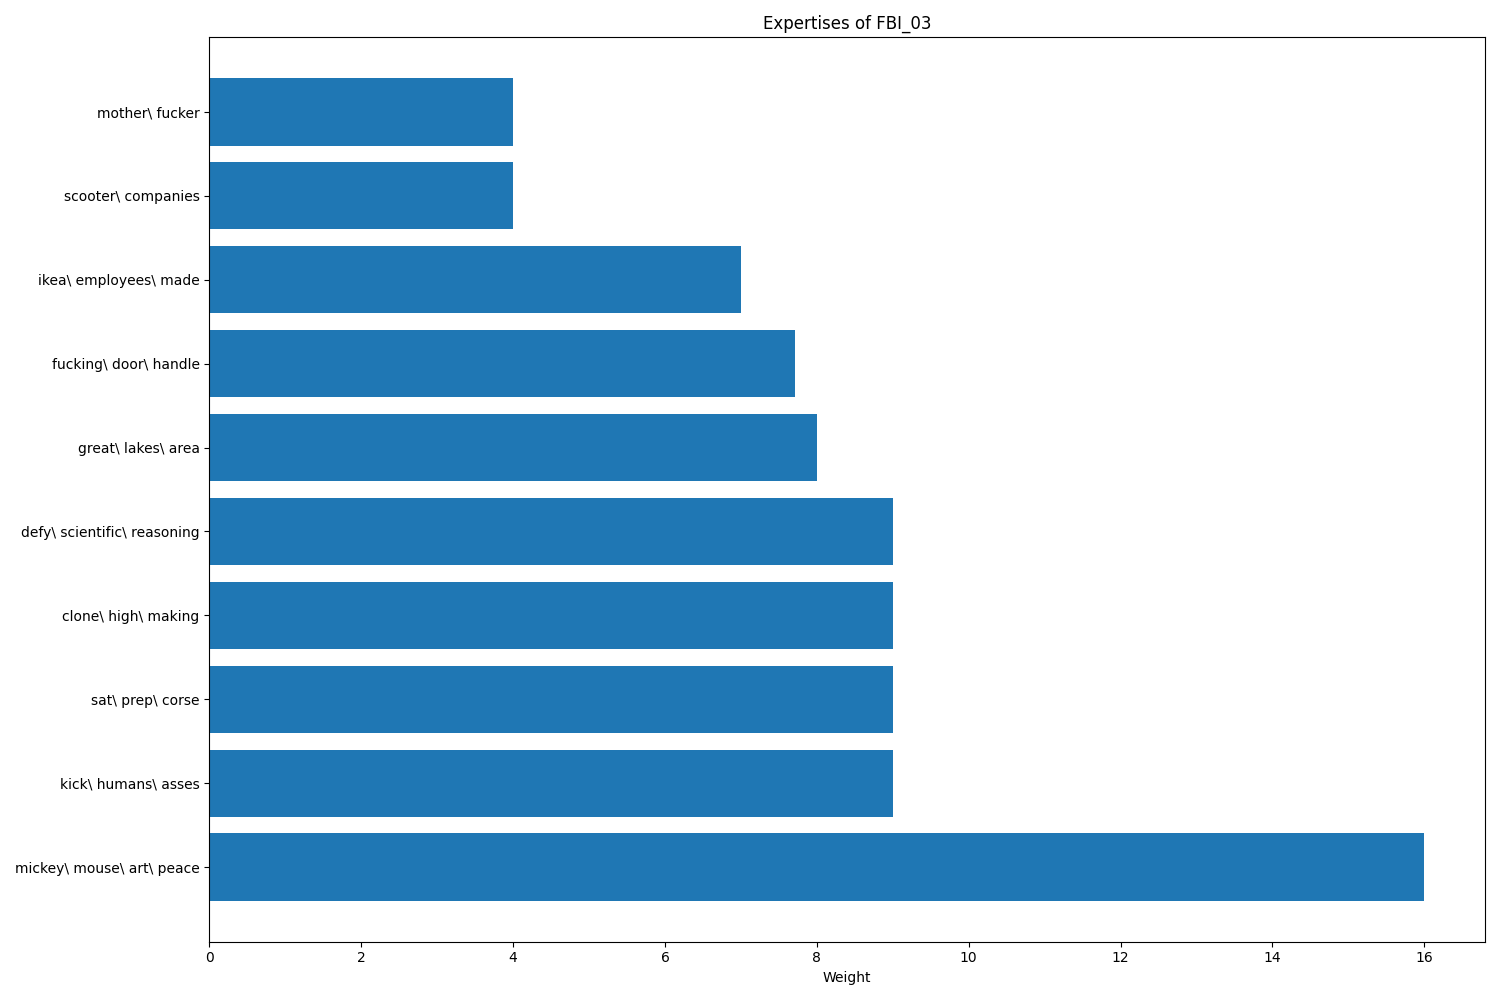 Expertises of FBI_03
mother\ fucker
scooter\ companies
ikea\ employees\ made
fucking\ door\ handle
great\ lakes\ area
defy\ scientific\ reasoning
clone\ high\ making
sat\ prep\ corse
kick\ humans\ asses
mickey\ mouse\ art\ peace
0 2 4 6 8 10 12 14 16
Weight